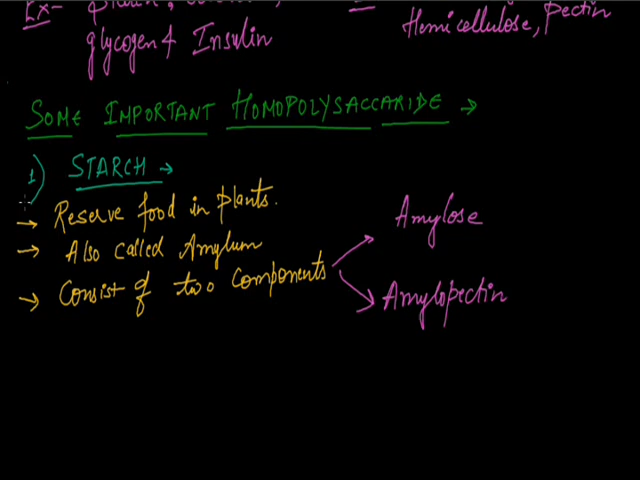 Ex-
glycogen & Insulin
Hemicellulose, pectin
SOME IMPORTANT HOMOPOLYSACCARIDE →
1) STARCH →
→ Reserve food in plants.
→ Also called Amylum
→ Consist of two components
Amylose
Amylopectin